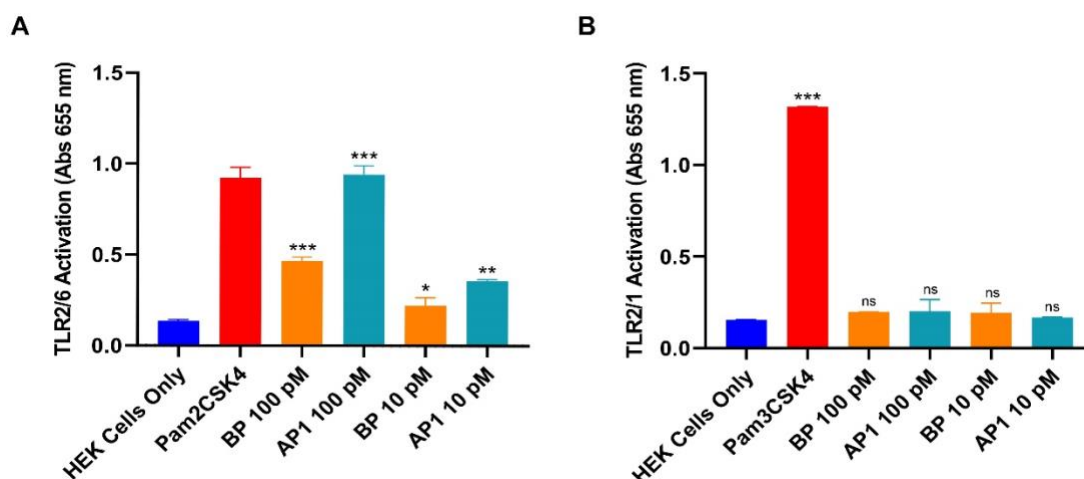 A
TLR2/6 Activation (Abs 655 nm)
1.5
1.0
0.5
0.0
***
***
*
**
HEK Cells Only
Pam2CSK4
BP 100 pM
AP1 100 pM
BP 10 pM
AP1 10 pM
B
TLR2/1 Activation (Abs 655 nm)
1.5
1.0
0.5
0.0
***
ns
ns
ns
ns
HEK Cells Only
Pam3CSK4
BP 100 pM
AP1 100 pM
BP 10 pM
AP1 10 pM